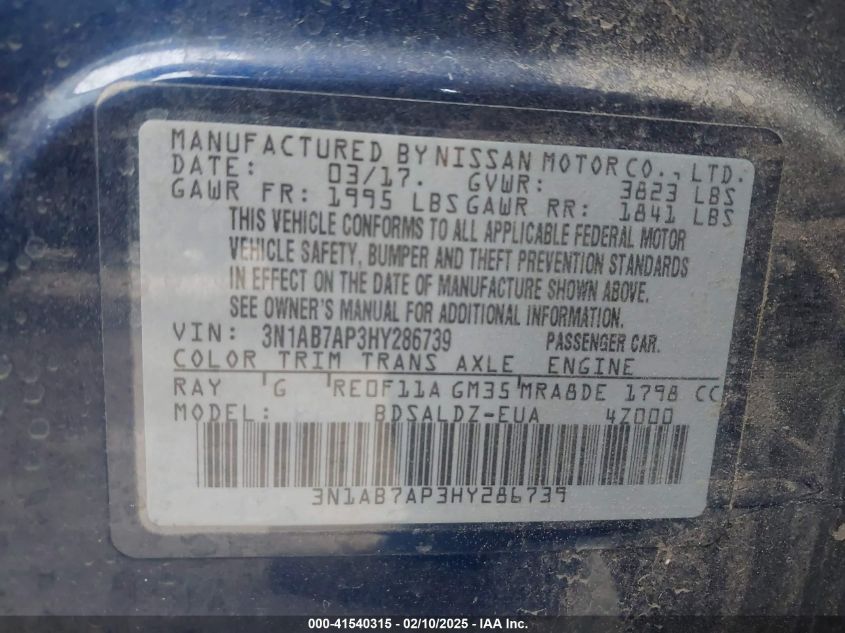 MANUFACTURED BY NISSAN MOTOR CO., LTD.
DATE: 03/17. GVWR: 3823 LBS
GAWR FR: 1995 LBS GAWR RR: 1841 LBS
THIS VEHICLE CONFORMS TO ALL APPLICABLE FEDERAL MOTOR
VEHICLE SAFETY, BUMPER AND THEFT PREVENTION STANDARDS
IN EFFECT ON THE DATE OF MANUFACTURE SHOWN ABOVE.
SEE OWNER'S MANUAL FOR ADDITIONAL INFORMATION.
VIN: 3N1AB7AP3HY286739 PASSENGER CAR.
COLOR TRIM TRANS AXLE ENGINE
RAY G RE0F11A GM35 MRA8DE 1798 CC
MODEL: BDSALDZ-EUA 4Z000
3N1AB7AP3HY286739
000-41540315 - 02/10/2025 - IAA, Inc.